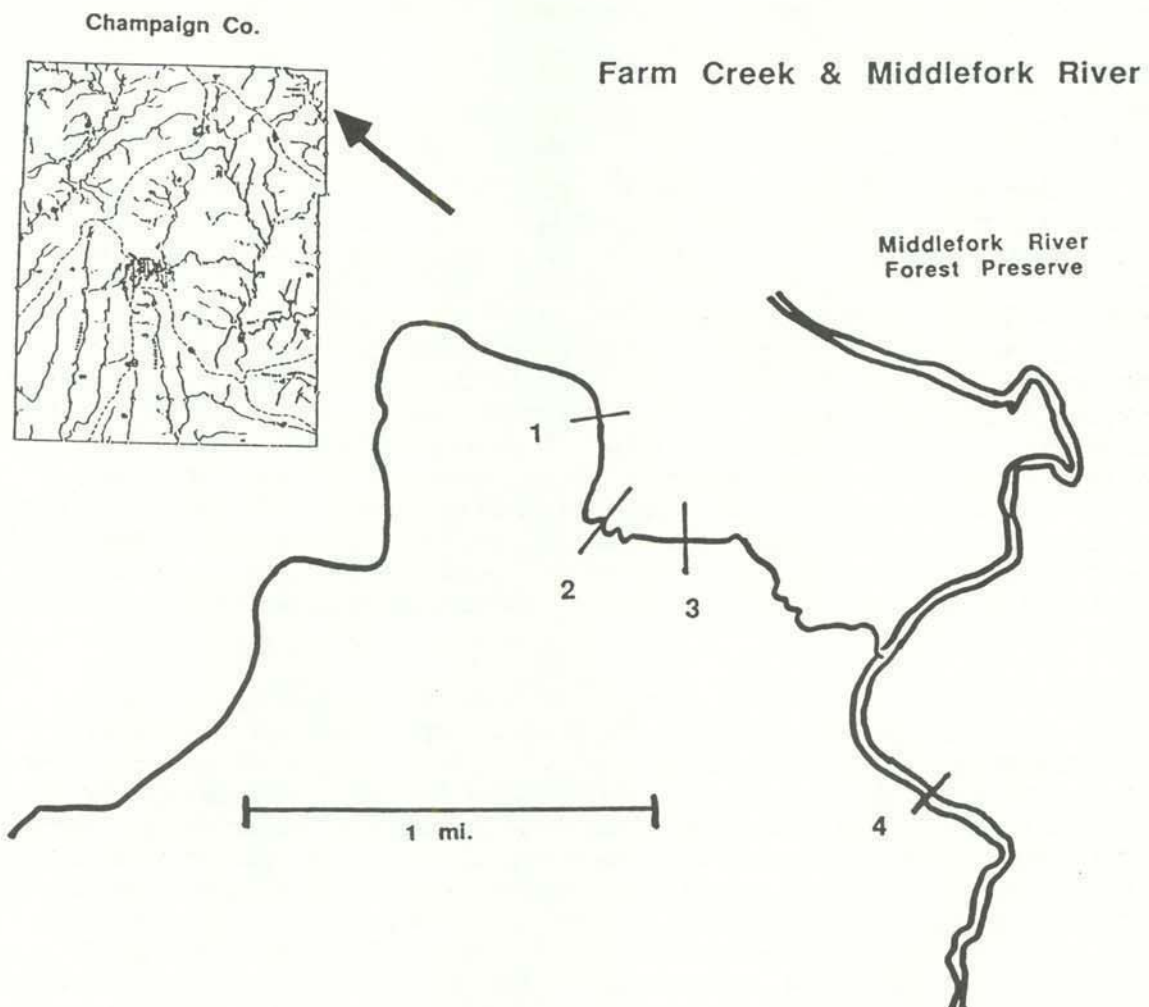 Champaign Co.
Farm Creek & Middlefork River
Middlefork River
Forest Preserve
1
2
3
1 mi.
4